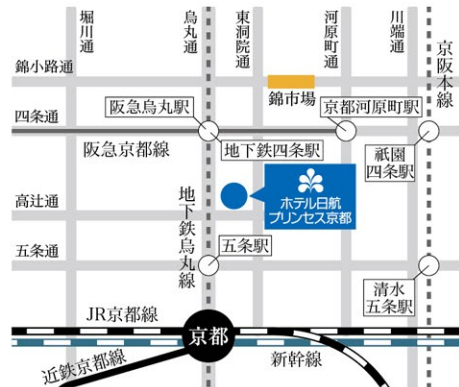 堀川通
烏丸通
東洞院通
河原町通
川端通
京阪本線
錦小路通
錦市場
四条通
阪急烏丸駅
京都河原町駅
阪急京都線
地下鉄四条駅
祇園
四条駅
高辻通
地下鉄烏丸線
ホテル日航
プリンセス京都
五条通
五条駅
清水
五条駅
JR京都線
京都
近鉄京都線
新幹線